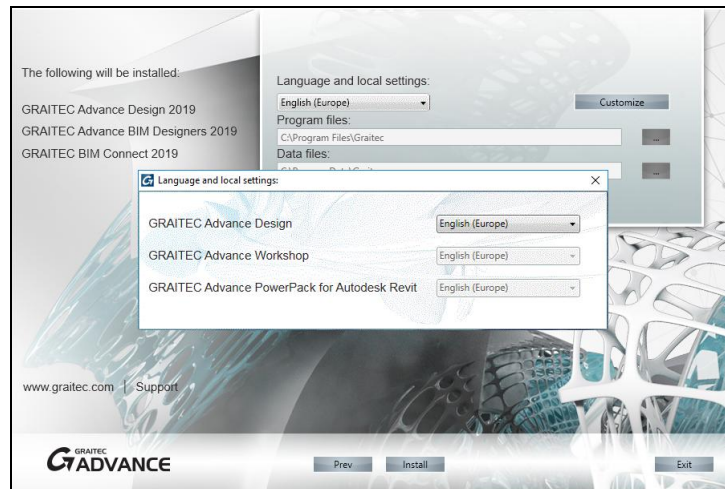 The following will be installed:
GRAITEC Advance Design 2019
GRAITEC Advance BIM Designers 2019
GRAITEC BIM Connect 2019
Language and local settings:
English (Europe)
Customize
Program files:
C:\Program Files\Graitec
...
Data files:
...
Language and local settings:
GRAITEC Advance Design
English (Europe)
GRAITEC Advance Workshop
English (Europe)
GRAITEC Advance PowerPack for Autodesk Revit
English (Europe)
www.graitec.com | Support
GRAITEC
ADVANCE
Prev
Install
Exit